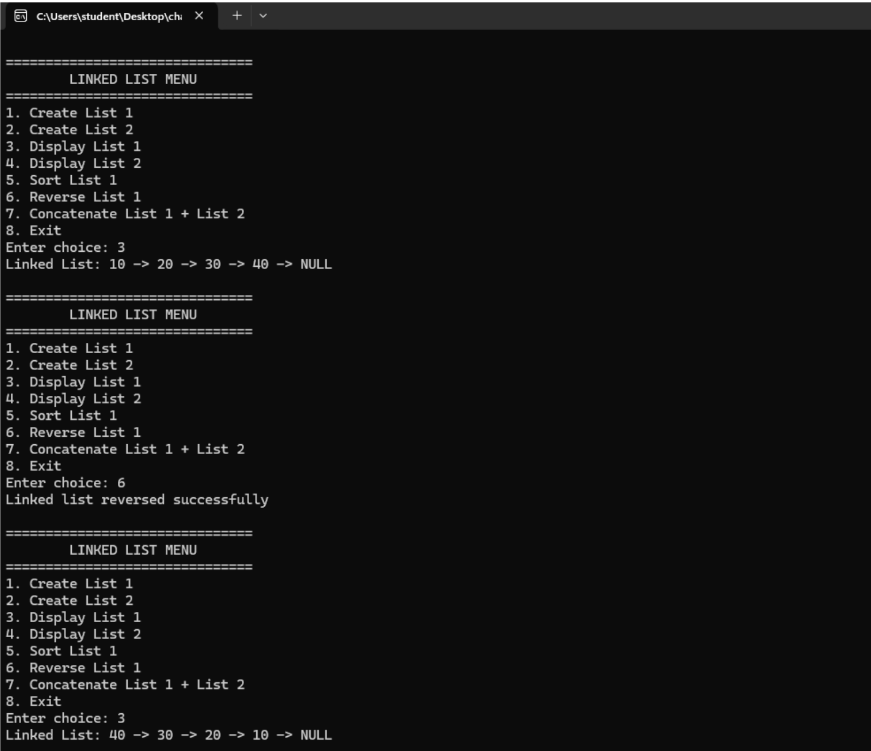 C:\Users\student\Desktop\ch
===============================
LINKED LIST MENU
===============================
1. Create List 1
2. Create List 2
3. Display List 1
4. Display List 2
5. Sort List 1
6. Reverse List 1
7. Concatenate List 1 + List 2
8. Exit
Enter choice: 3
Linked List: 10 -> 20 -> 30 -> 40 -> NULL
===============================
LINKED LIST MENU
===============================
1. Create List 1
2. Create List 2
3. Display List 1
4. Display List 2
5. Sort List 1
6. Reverse List 1
7. Concatenate List 1 + List 2
8. Exit
Enter choice: 6
Linked list reversed successfully
===============================
LINKED LIST MENU
===============================
1. Create List 1
2. Create List 2
3. Display List 1
4. Display List 2
5. Sort List 1
6. Reverse List 1
7. Concatenate List 1 + List 2
8. Exit
Enter choice: 3
Linked List: 40 -> 30 -> 20 -> 10 -> NULL